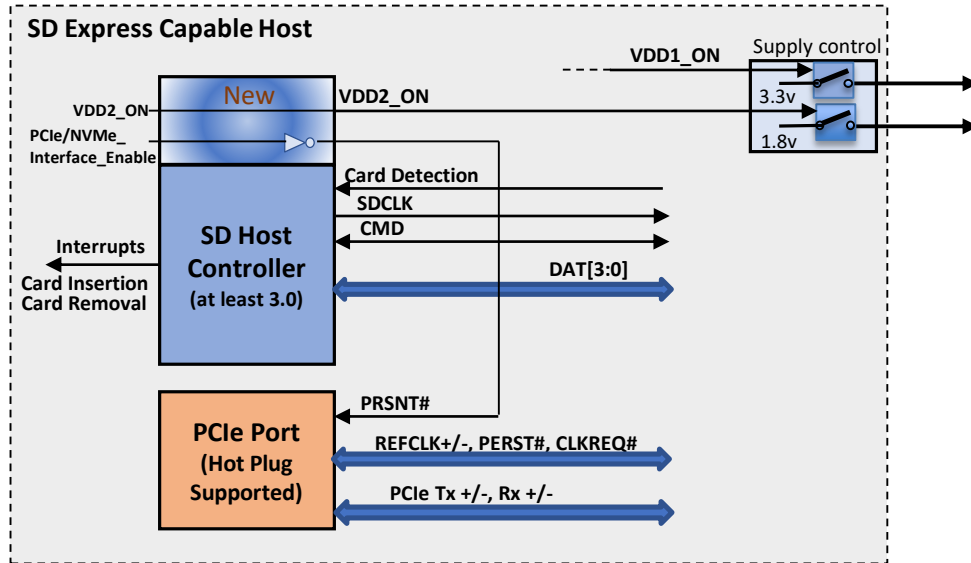 SD Express Capable Host
Supply control
VDD1_ON
New
VDD2_ON
VDD2_ON
3.3v
PCIe/NVMe_
Interface_Enable
1.8v
Card Detection
SDCLK
CMD
SD Host
Controller
(at least 3.0)
Interrupts
Card Insertion
Card Removal
DAT[3:0]
PRSNT#
PCIe Port
(Hot Plug
Supported)
REFCLK+/-, PERST#, CLKREQ#
PCIe Tx +/-, Rx +/-